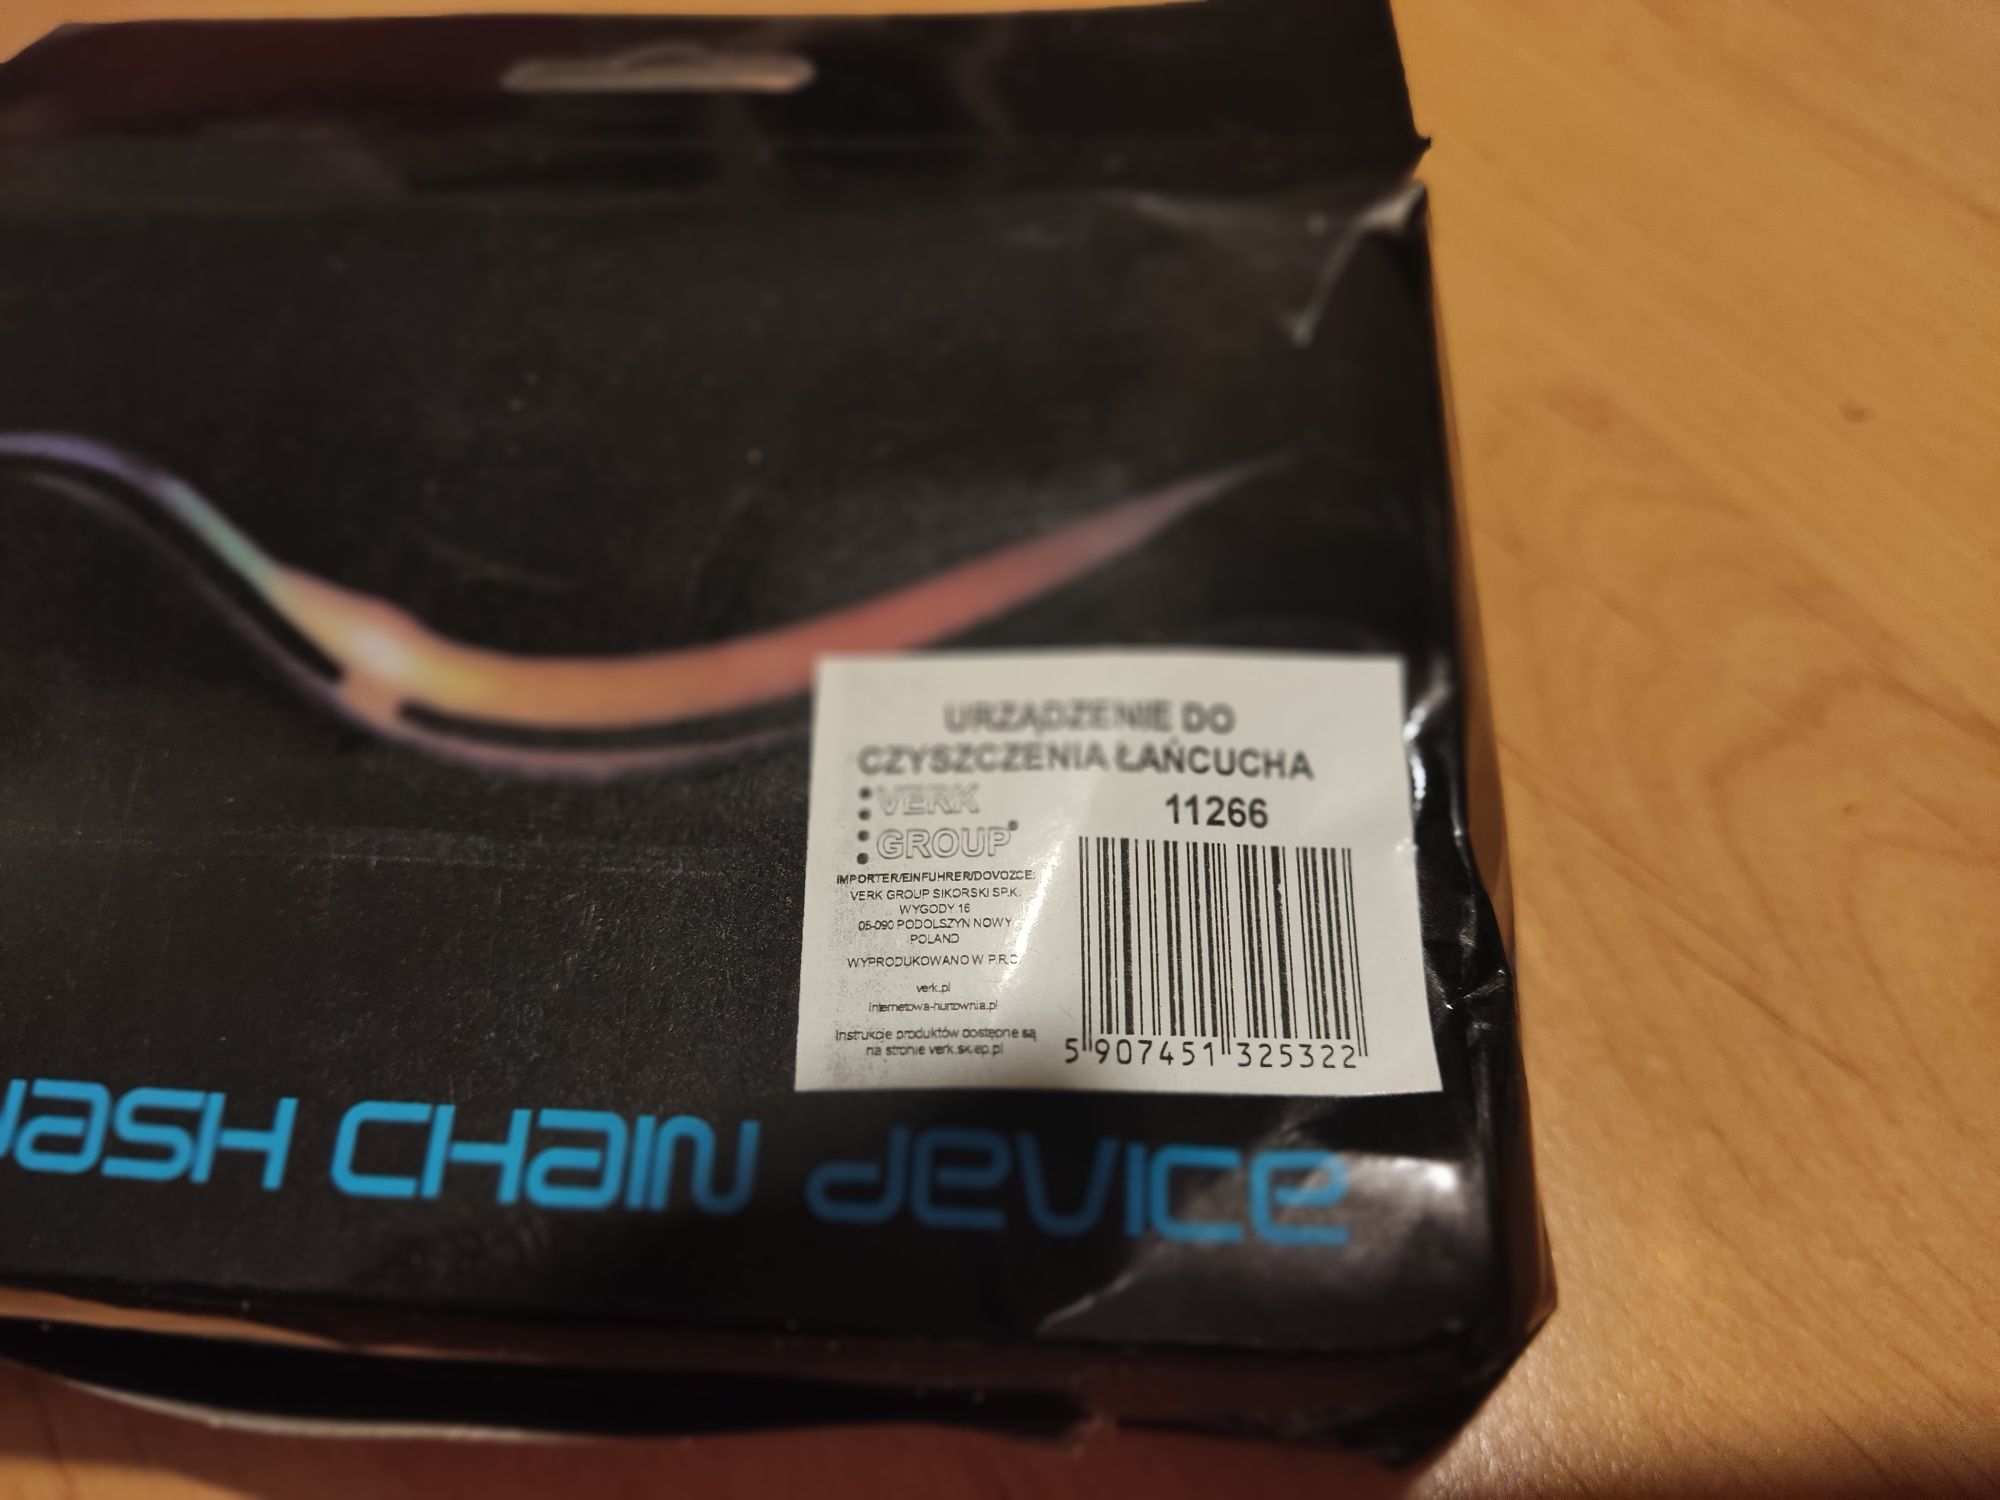 URZĄDZENIE DO
CZYSZCZENIA ŁAŃCUCHA
VERK
GROUP
11266
IMPORTER/EINFUHRER/DOVOZCE:
VERK GROUP SIKORSKI SP.K.
WYGODY 16
05-090 PODOLSZYN NOWY
POLAND
WYPRODUKOWANO W P.R.C.
verk.pl
internetowa-hurtownia.pl
Instrukcje produktów dostępne są
na stronie verk.sklep.pl
5 907451 325322
WASH CHAIN DEVICE